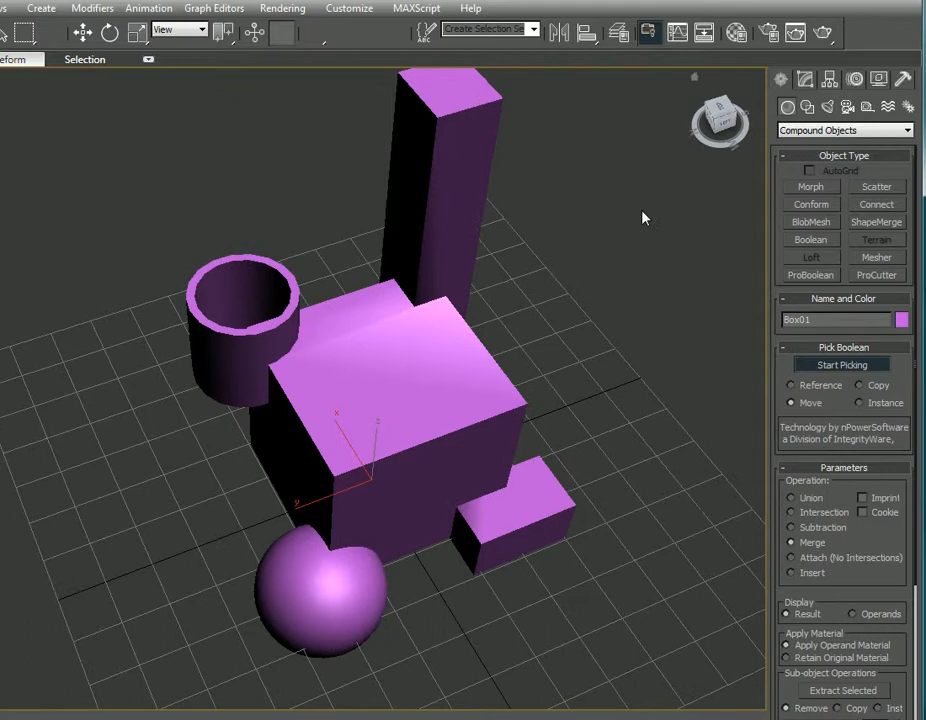 vs Create Modifiers Animation Graph Editors Rendering Customize MAXScript Help
View
ABC
Create Selection Se
eform Selection
LEFT
Compound Objects
- Object Type
AutoGrid
Morph Scatter
Conform Connect
BlobMesh ShapeMerge
Boolean Terrain
Loft Mesher
ProBoolean ProCutter
- Name and Color
Box01
- Pick Boolean
Start Picking
Reference Copy
Move Instance
Technology by nPowerSoftware
a Division of IntegrityWare,
- Parameters
Operation:
Union Imprint
Intersection Cookie
Subtraction
Merge
Attach (No Intersections)
Insert
Display
Result Operands
Apply Material
Apply Operand Material
Retain Original Material
Sub-object Operations
Extract Selected
Remove Copy Inst
x
z
y